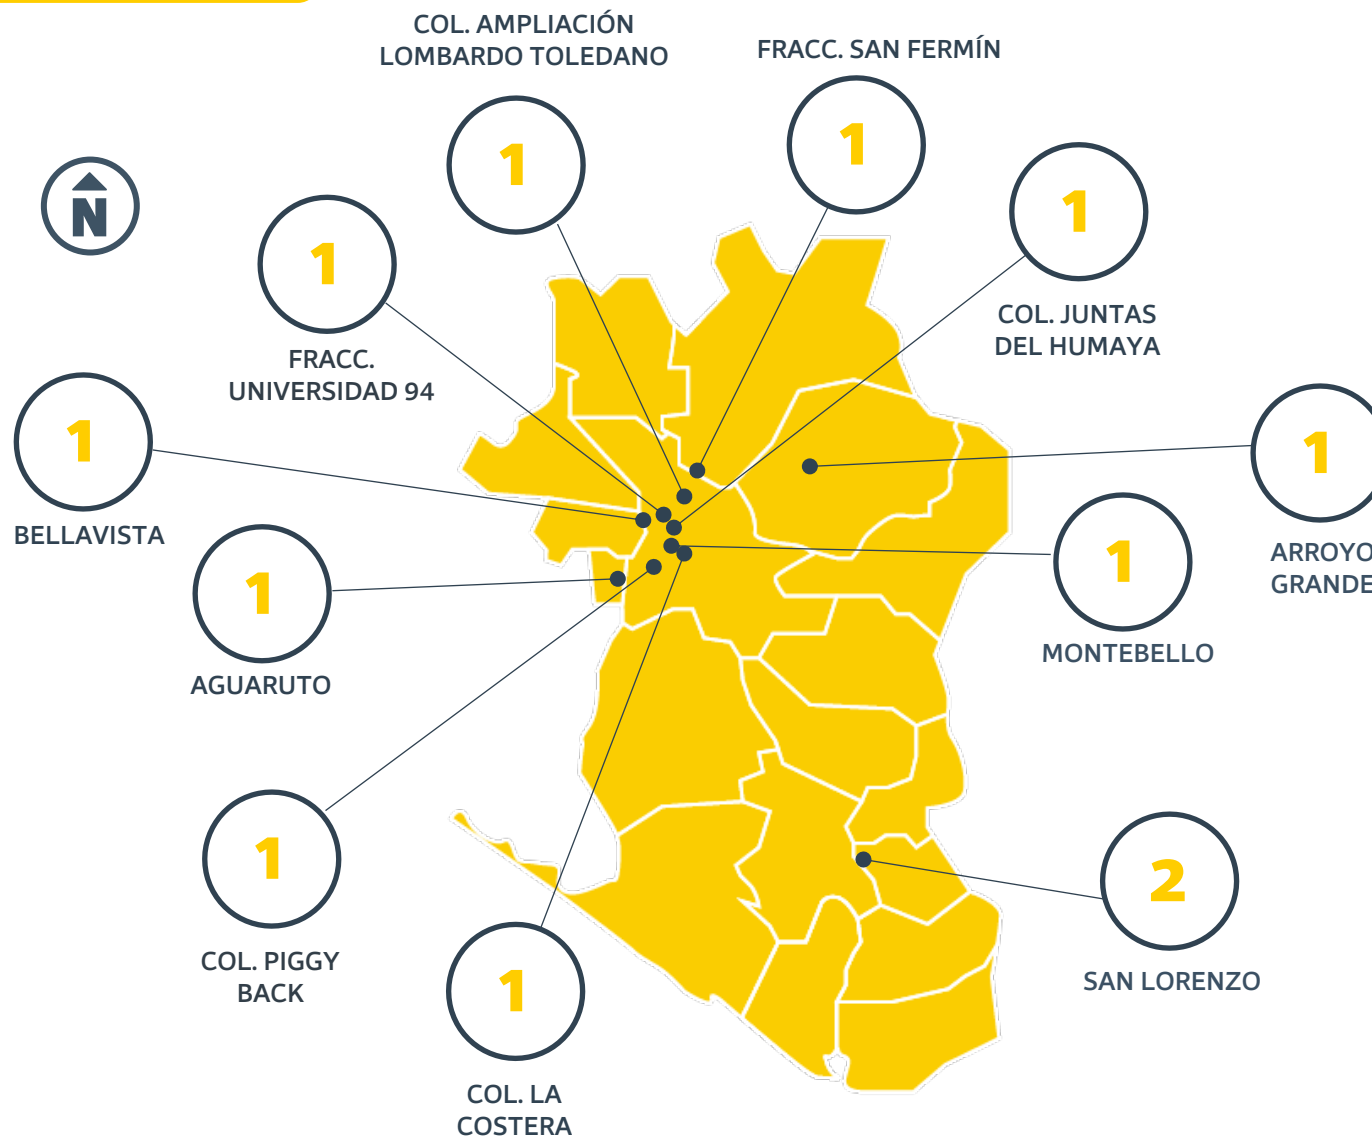 COL. AMPLIACIÓN
LOMBARDO TOLEDANO
1
FRACC. SAN FERMÍN
1
N
1
FRACC.
UNIVERSIDAD 94
1
COL. JUNTAS
DEL HUMAYA
1
BELLAVISTA
1
ARROYO
GRANDE
1
AGUARUTO
1
MONTEBELLO
1
COL. PIGGY
BACK
1
COL. LA
COSTERA
2
SAN LORENZO